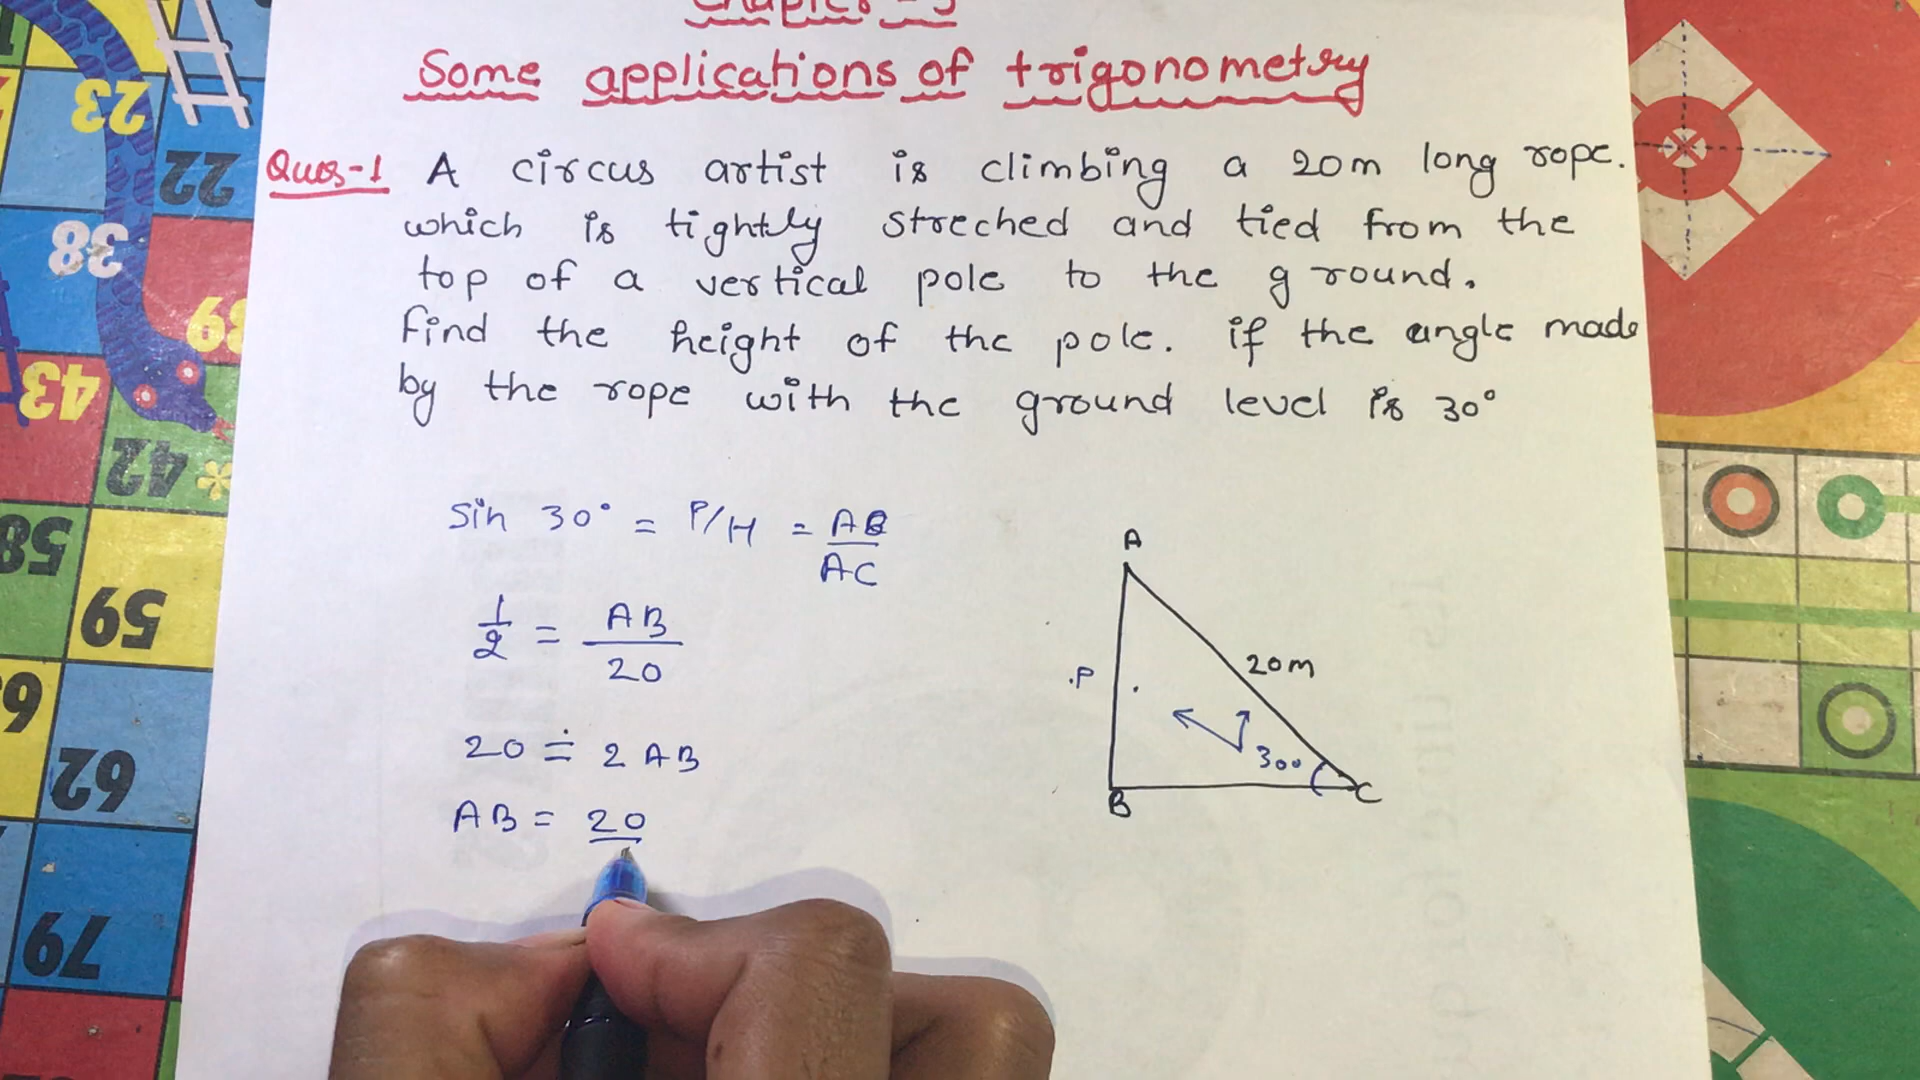 Some applications of trigonometry
Ques-1 A circus artist is climbing a 20m long rope.
which is tightly streched and tied from the
top of a vertical pole to the ground.
find the height of the pole. if the angle made
by the rope with the ground level is 30°
Sin 30° = P/H = AB/AC
1/2 = AB/20
20 = 2 AB
AB = 20
A
20m
P
30°
B
C
23
22
38
39
43
42
58
59
62
79